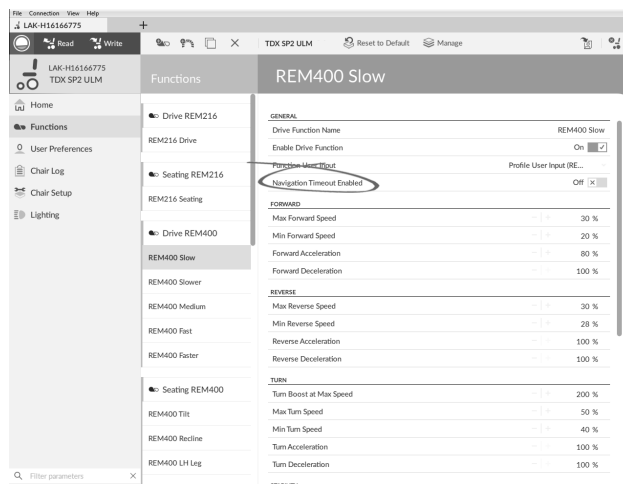 File Connection View Help
LAK-H16166775 +
Read Write TDX SP2 ULM Reset to Default Manage
LAK-H16166775
TDX SP2 ULM
Home
Functions
User Preferences
Chair Log
Chair Setup
Lighting
Filter parameters
Functions
Drive REM216
REM216 Drive
Seating REM216
REM216 Seating
Drive REM400
REM400 Slow
REM400 Slower
REM400 Medium
REM400 Fast
REM400 Faster
Seating REM400
REM400 Tilt
REM400 Recline
REM400 LH Leg
REM400 Slow
GENERAL
Drive Function Name REM400 Slow
Enable Drive Function On
Function User Input Profile User Input (RE...
Navigation Timeout Enabled Off
FORWARD
Max Forward Speed - + 30 %
Min Forward Speed - + 20 %
Forward Acceleration - + 80 %
Forward Deceleration - + 100 %
REVERSE
Max Reverse Speed - + 30 %
Min Reverse Speed - + 28 %
Reverse Acceleration - + 100 %
Reverse Deceleration - + 100 %
TURN
Turn Boost at Max Speed - + 200 %
Max Turn Speed - + 50 %
Min Turn Speed - + 40 %
Turn Acceleration - + 100 %
Turn Deceleration - + 100 %